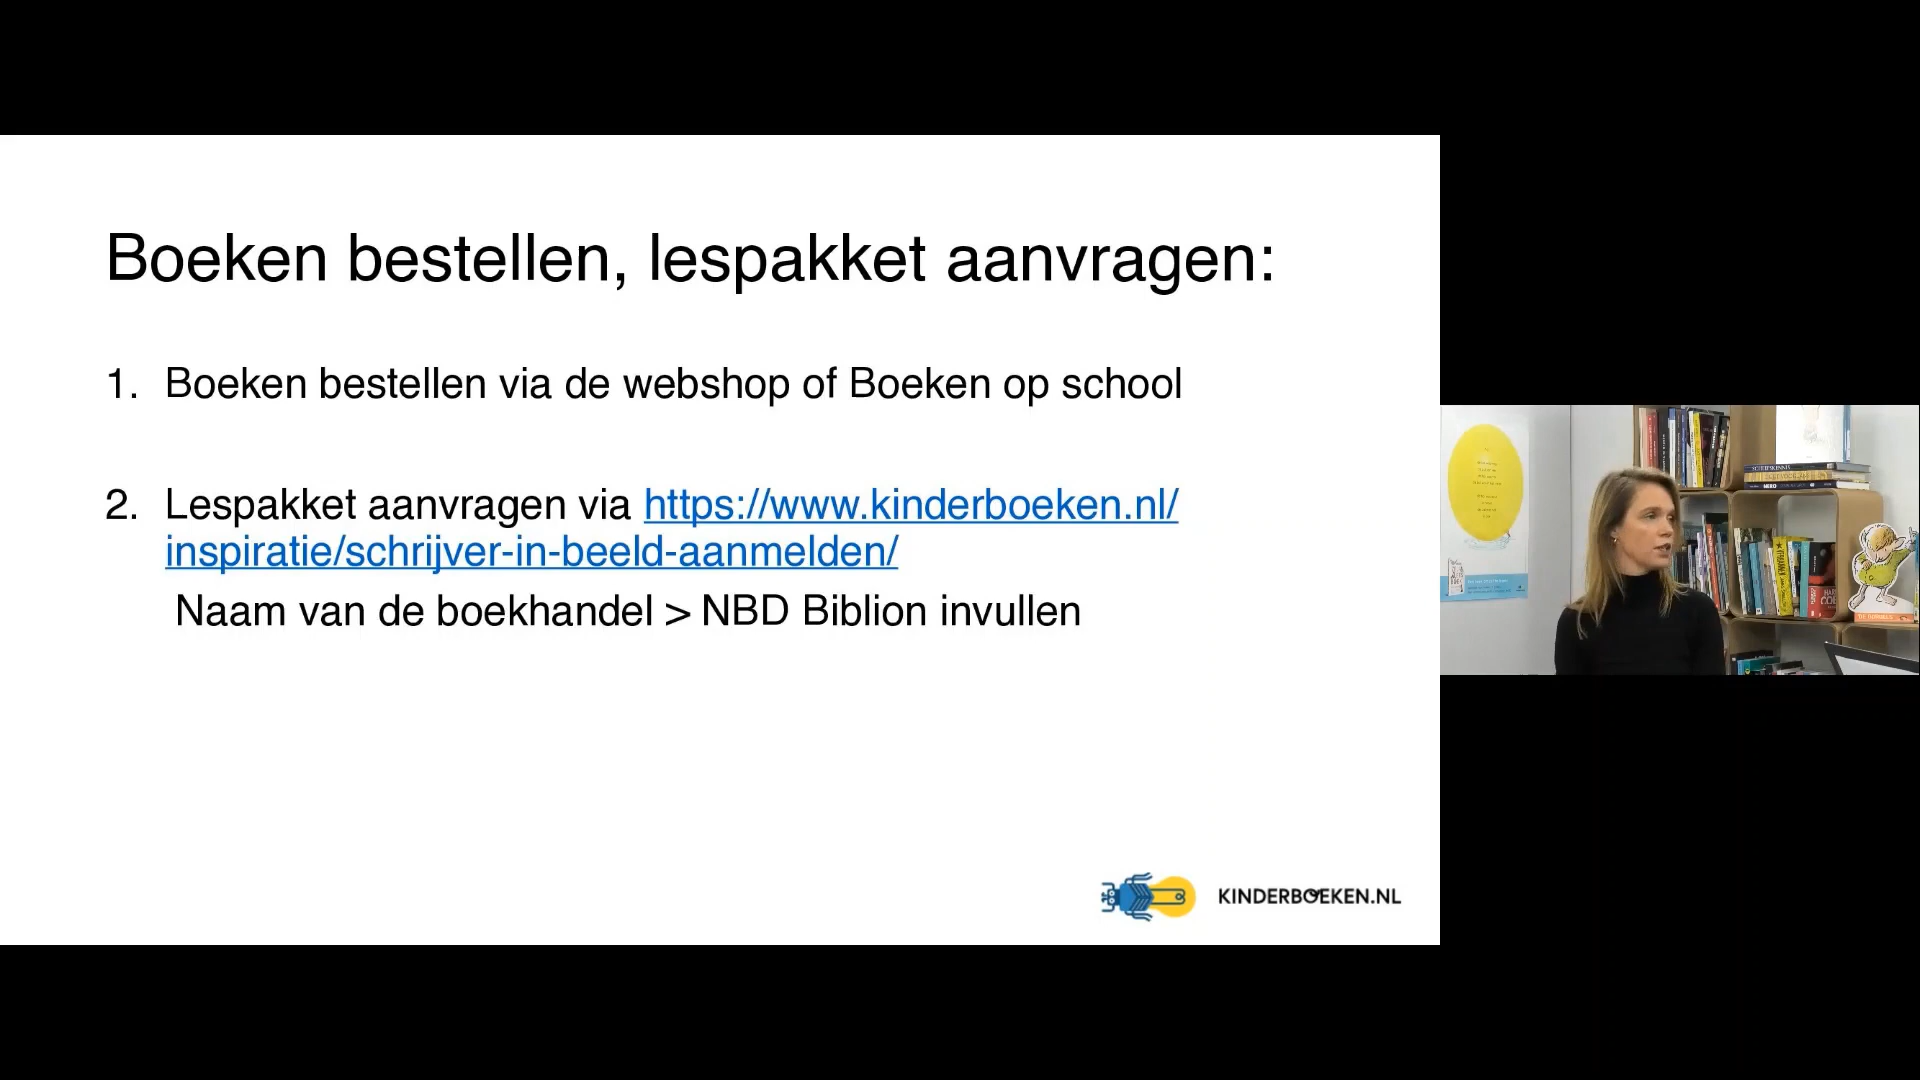 Boeken bestellen, lespakket aanvragen:
1. Boeken bestellen via de webshop of Boeken op school
2. Lespakket aanvragen via https://www.kinderboeken.nl/
inspiratie/schrijver-in-beeld-aanmelden/
Naam van de boekhandel > NBD Biblion invullen
KINDERBOEKEN.NL